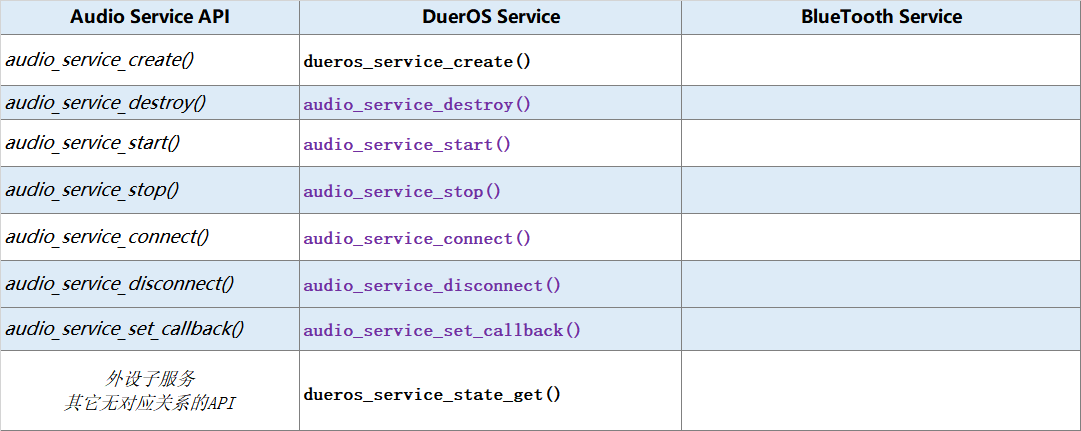 Audio Service API DuerOS Service BlueTooth Service
audio_service_create() dueros_service_create()
audio_service_destroy() audio_service_destroy()
audio_service_start() audio_service_start()
audio_service_stop() audio_service_stop()
audio_service_connect() audio_service_connect()
audio_service_disconnect() audio_service_disconnect()
audio_service_set_callback() audio_service_set_callback()
外设子服务
其它无对应关系的API dueros_service_state_get()